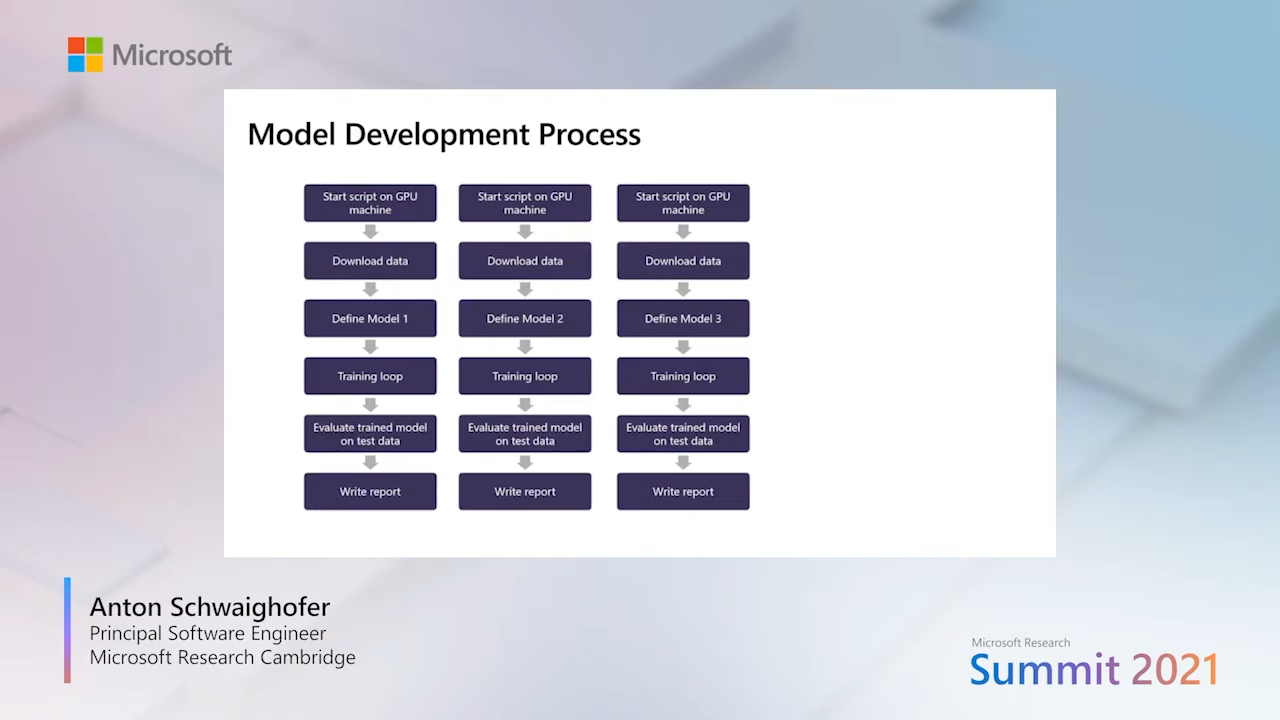 Microsoft
Model Development Process
Start script on GPU
machine
Download data
Define Model 1
Training loop
Evaluate trained model
on test data
Write report
Start script on GPU
machine
Download data
Define Model 2
Training loop
Evaluate trained model
on test data
Write report
Start script on GPU
machine
Download data
Define Model 3
Training loop
Evaluate trained model
on test data
Write report
Anton Schwaighofer
Principal Software Engineer
Microsoft Research Cambridge
Microsoft Research
Summit 2021